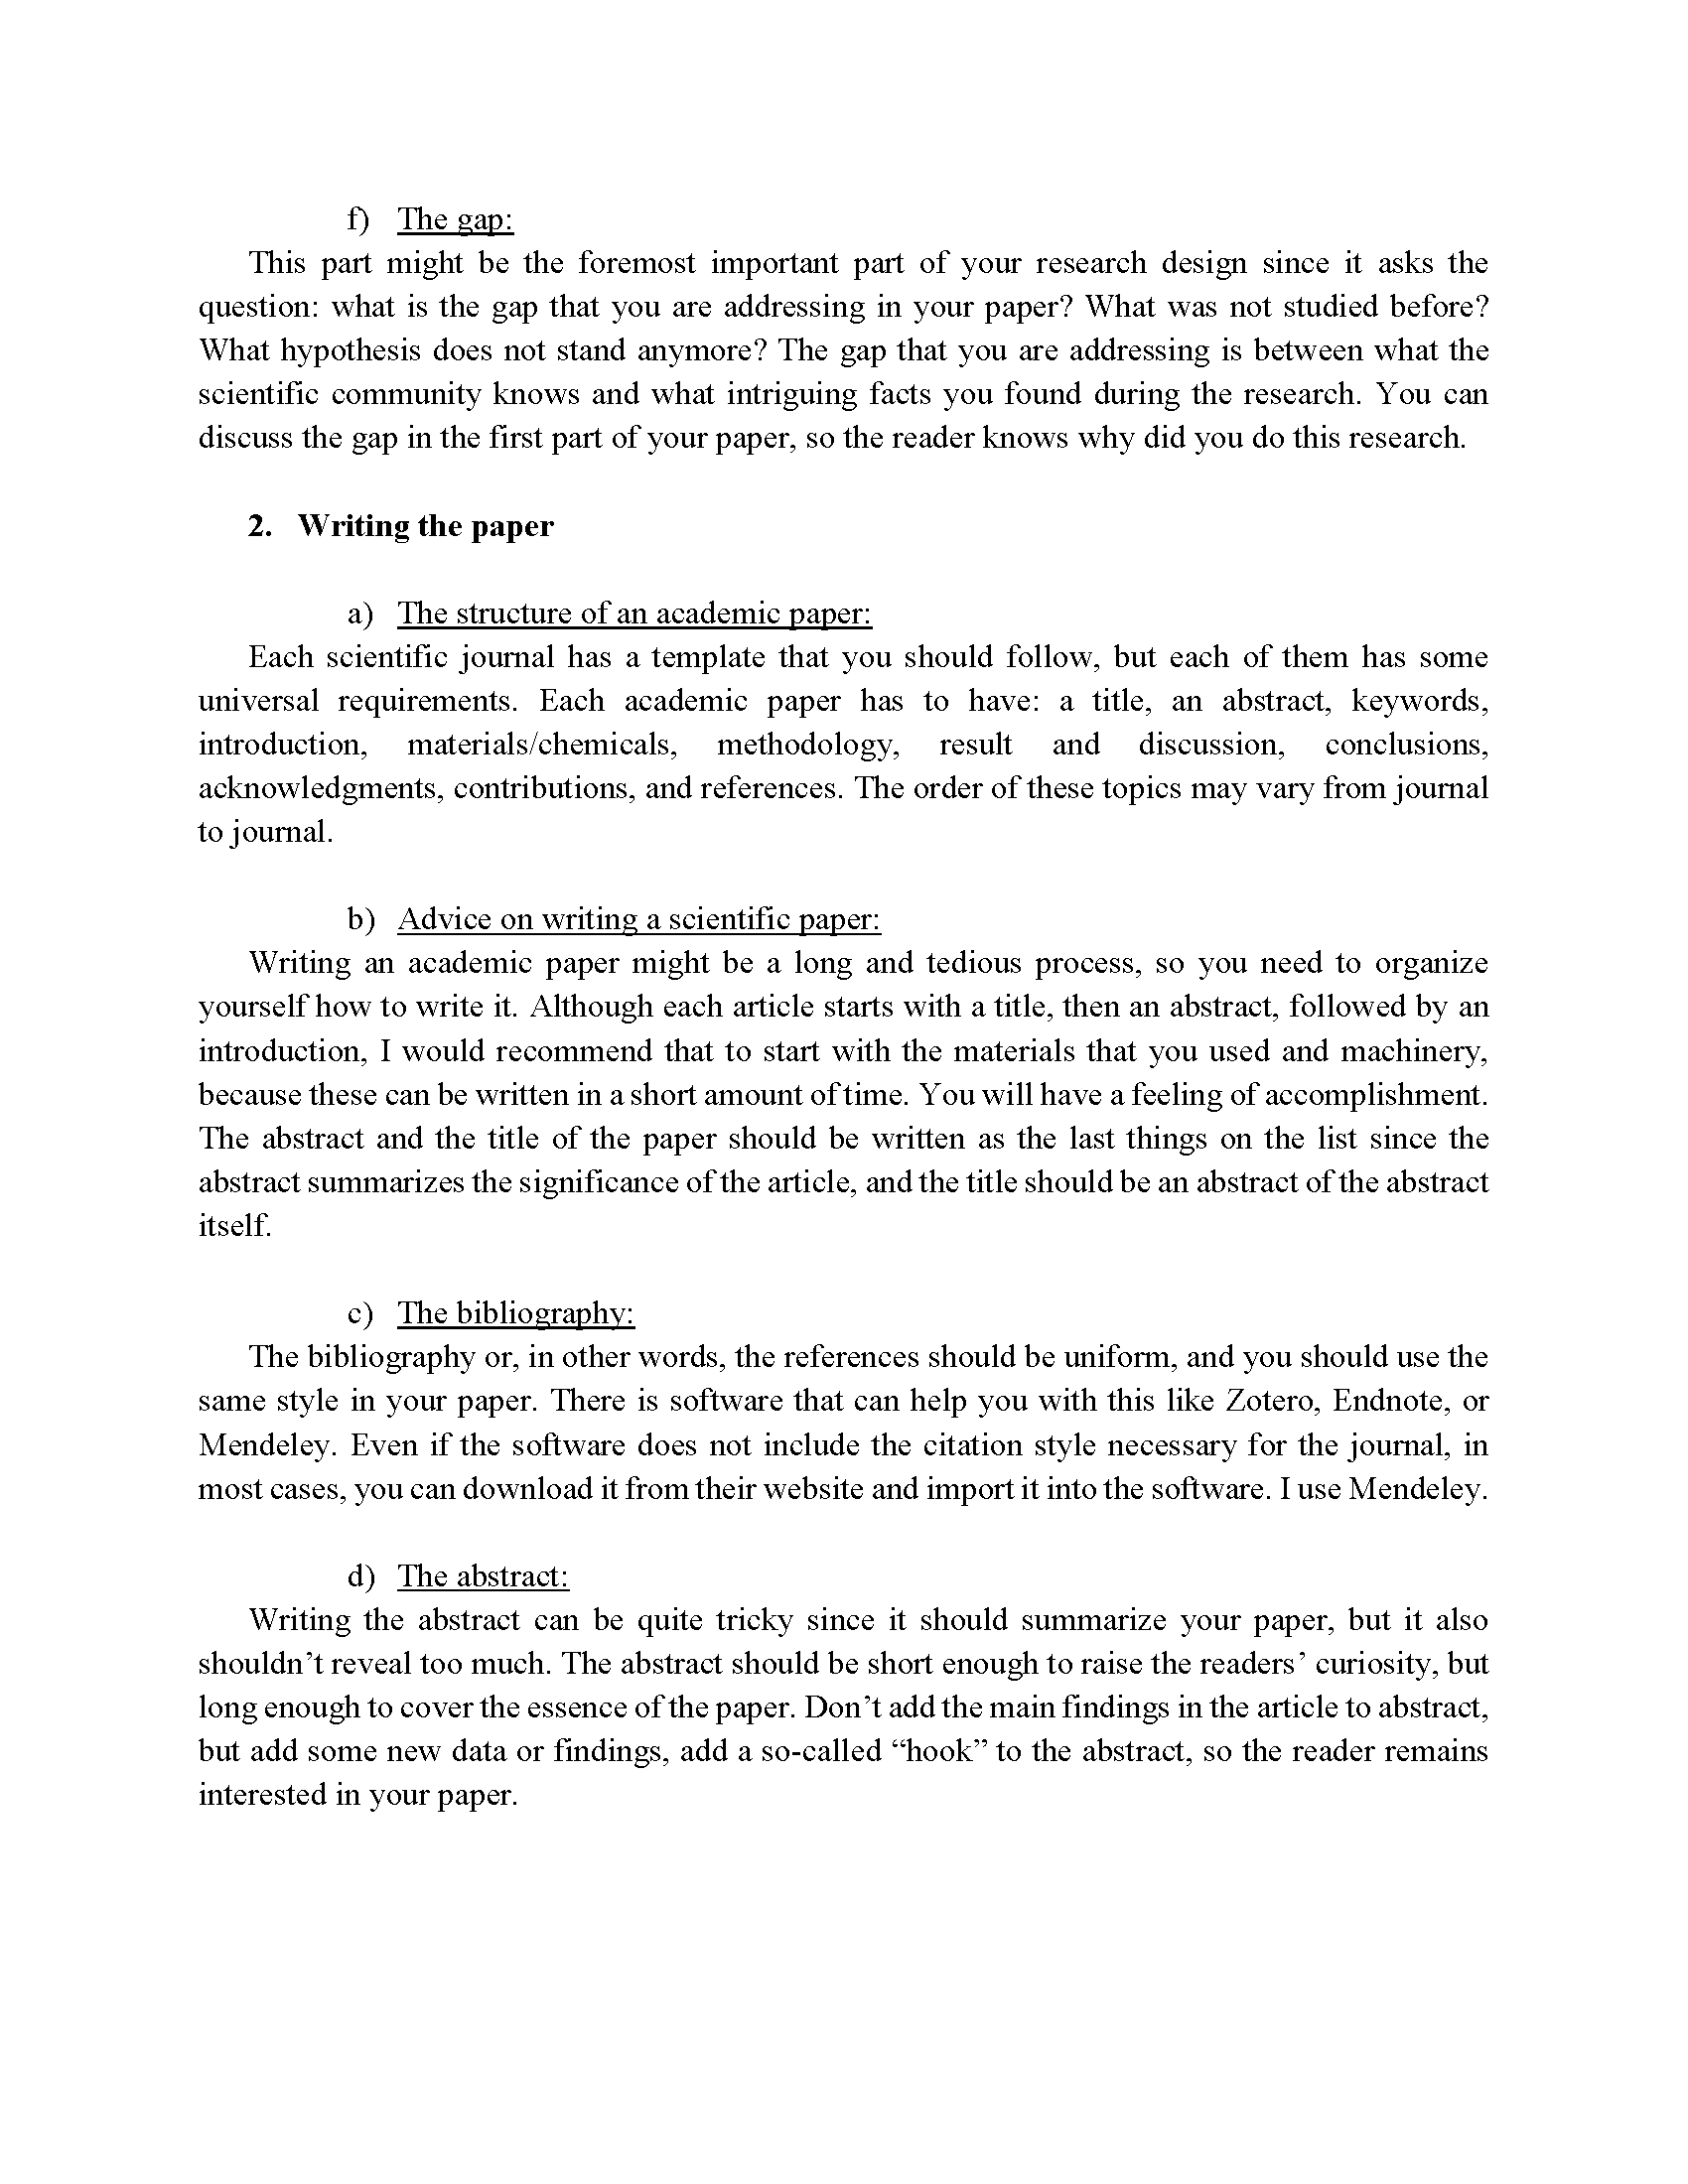 f) The gap:
This part might be the foremost important part of your research design since it asks the
question: what is the gap that you are addressing in your paper? What was not studied before?
What hypothesis does not stand anymore? The gap that you are addressing is between what the
scientific community knows and what intriguing facts you found during the research. You can
discuss the gap in the first part of your paper, so the reader knows why did you do this research.
2. Writing the paper
a) The structure of an academic paper:
Each scientific journal has a template that you should follow, but each of them has some
universal requirements. Each academic paper has to have: a title, an abstract, keywords,
introduction, materials/chemicals, methodology, result and discussion, conclusions,
acknowledgments, contributions, and references. The order of these topics may vary from journal
to journal.
b) Advice on writing a scientific paper:
Writing an academic paper might be a long and tedious process, so you need to organize
yourself how to write it. Although each article starts with a title, then an abstract, followed by an
introduction, I would recommend that to start with the materials that you used and machinery,
because these can be written in a short amount of time. You will have a feeling of accomplishment.
The abstract and the title of the paper should be written as the last things on the list since the
abstract summarizes the significance of the article, and the title should be an abstract of the abstract
itself.
c) The bibliography:
The bibliography or, in other words, the references should be uniform, and you should use the
same style in your paper. There is software that can help you with this like Zotero, Endnote, or
Mendeley. Even if the software does not include the citation style necessary for the journal, in
most cases, you can download it from their website and import it into the software. I use Mendeley.
d) The abstract:
Writing the abstract can be quite tricky since it should summarize your paper, but it also
shouldn’t reveal too much. The abstract should be short enough to raise the readers’ curiosity, but
long enough to cover the essence of the paper. Don’t add the main findings in the article to abstract,
but add some new data or findings, add a so-called “hook” to the abstract, so the reader remains
interested in your paper.